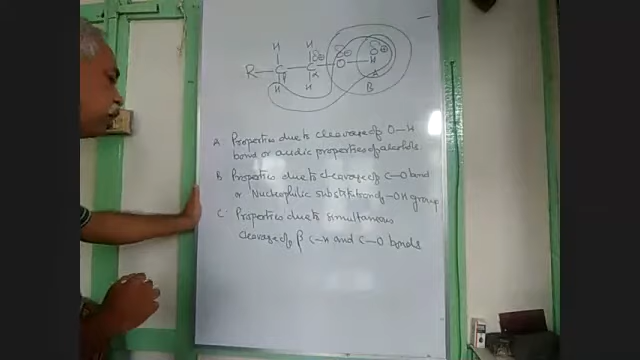 H H δ⊕ δ⊖ δ⊕
R — C — C — O — H
β α A
H H B
A Properties due to cleavage of O—H
bond or acidic properties of alcohols
B Properties due to cleavage of C—O bond
or Nucleophilic substitution of —OH group
C Properties due to simultaneous
cleavage of β C—H and C—O bonds